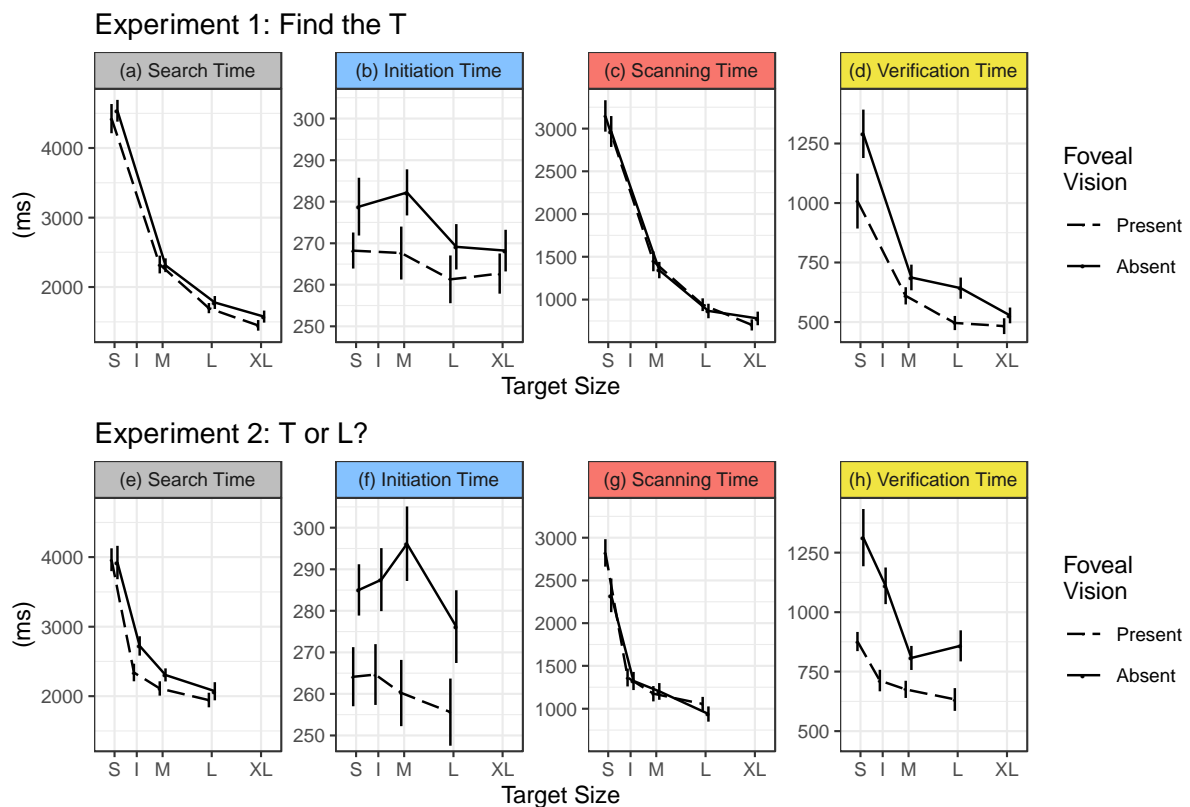 Experiment 1: Find the T
(a) Search Time (b) Initiation Time (c) Scanning Time (d) Verification Time
(ms)
4000
3000
2000
300
290
280
270
260
250
3000
2500
2000
1500
1000
1250
1000
750
500
S I M L XL S I M L XL S I M L XL S I M L XL
Target Size
Foveal
Vision
Present
Absent
Experiment 2: T or L?
(e) Search Time (f) Initiation Time (g) Scanning Time (h) Verification Time
(ms)
4000
3000
2000
300
290
280
270
260
250
3000
2500
2000
1500
1000
1250
1000
750
500
S I M L XL S I M L XL S I M L XL S I M L XL
Target Size
Foveal
Vision
Present
Absent